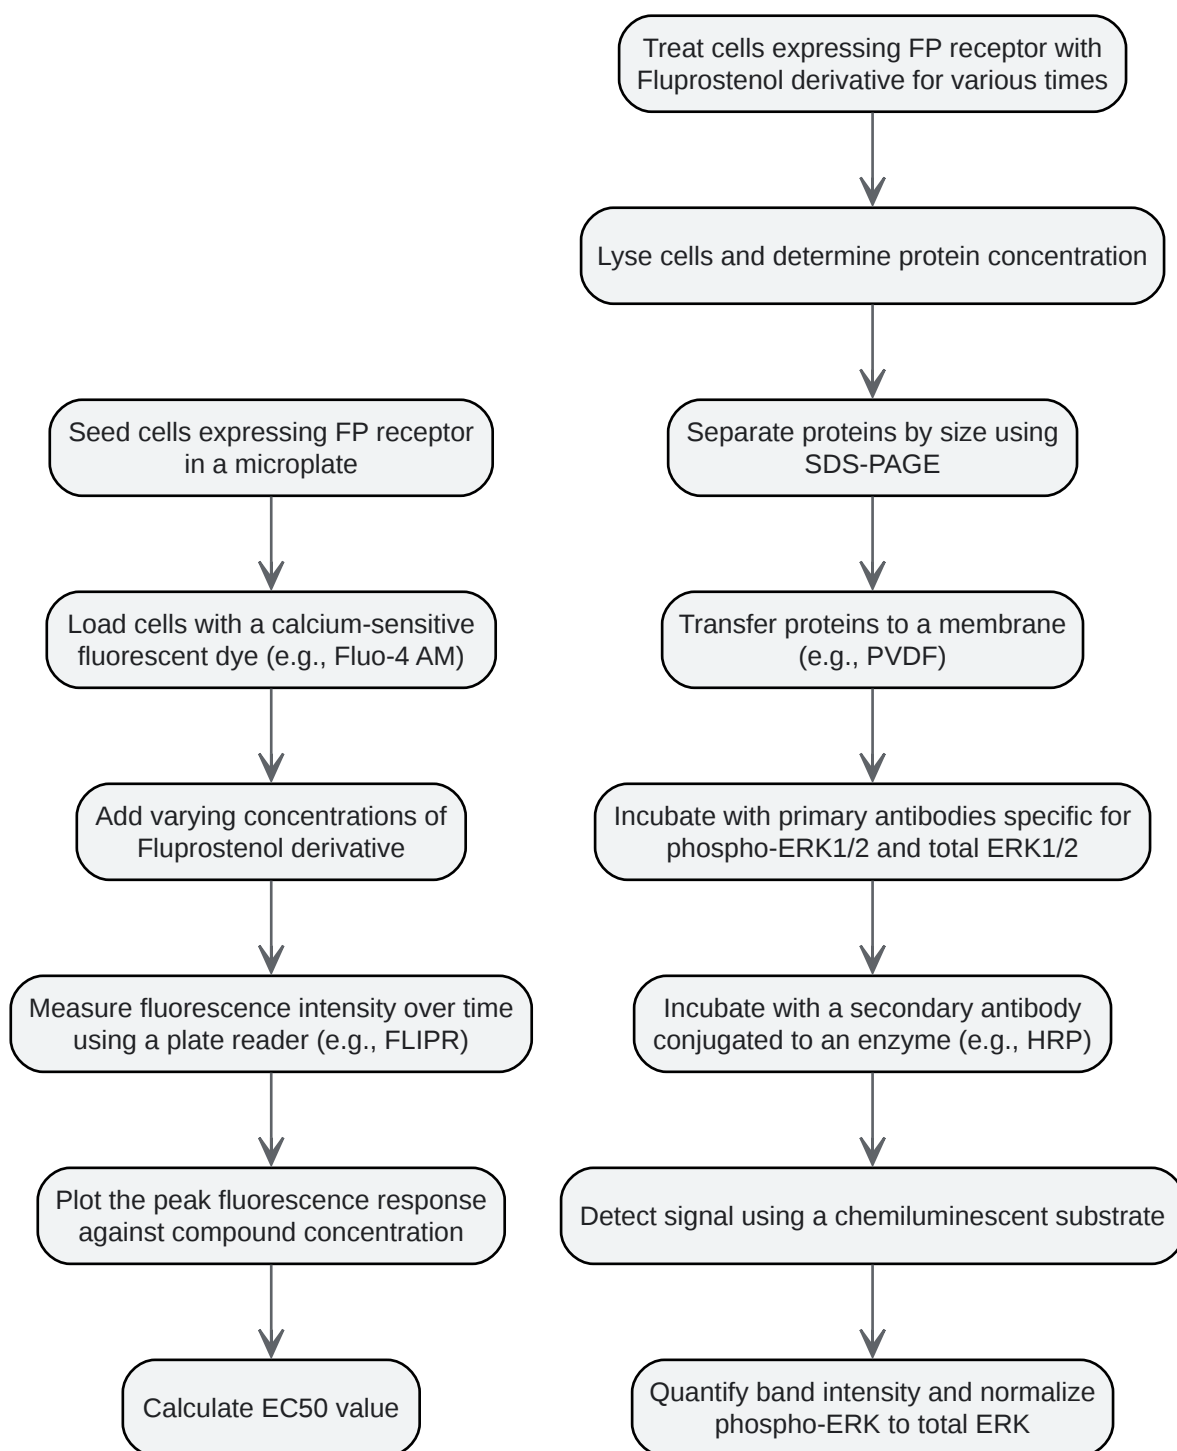 Treat cells expressing FP receptor with
Fluprostenol derivative for various times
Lyse cells and determine protein concentration
Separate proteins by size using
SDS-PAGE
Transfer proteins to a membrane
(e.g., PVDF)
Incubate with primary antibodies specific for
phospho-ERK1/2 and total ERK1/2
Incubate with a secondary antibody
conjugated to an enzyme (e.g., HRP)
Detect signal using a chemiluminescent substrate
Quantify band intensity and normalize
phospho-ERK to total ERK
Seed cells expressing FP receptor
in a microplate
Load cells with a calcium-sensitive
fluorescent dye (e.g., Fluo-4 AM)
Add varying concentrations of
Fluprostenol derivative
Measure fluorescence intensity over time
using a plate reader (e.g., FLIPR)
Plot the peak fluorescence response
against compound concentration
Calculate EC50 value